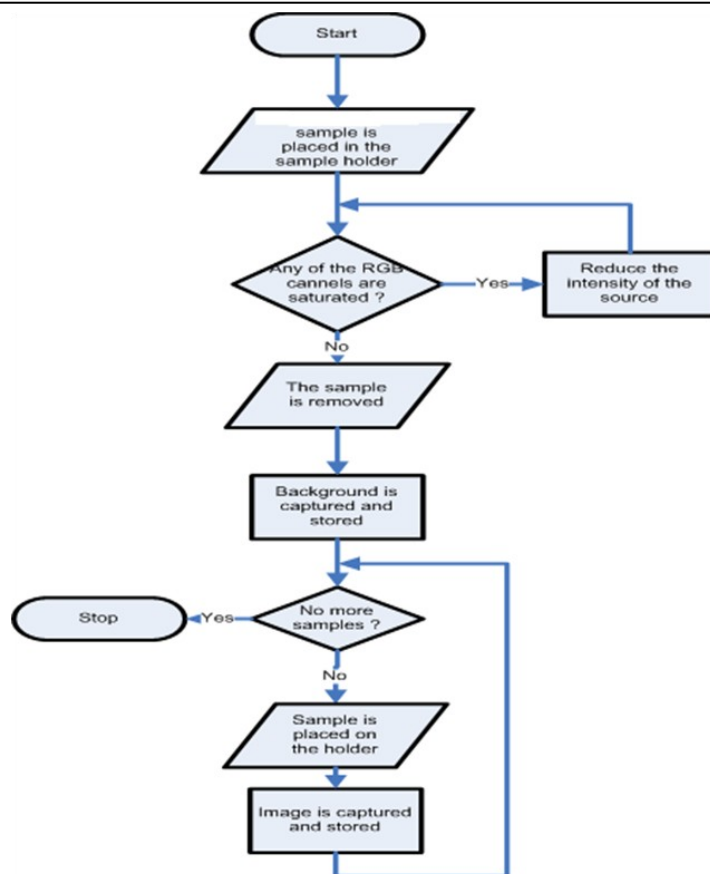 Start
sample is
placed in the
sample holder
Any of the RGB
cannels are
saturated ?
Yes
Reduce the
intensity of the
source
No
The sample
is removed
Background is
captured and
stored
No more
samples ?
Yes
Stop
No
Sample is
placed on
the holder
Image is captured
and stored